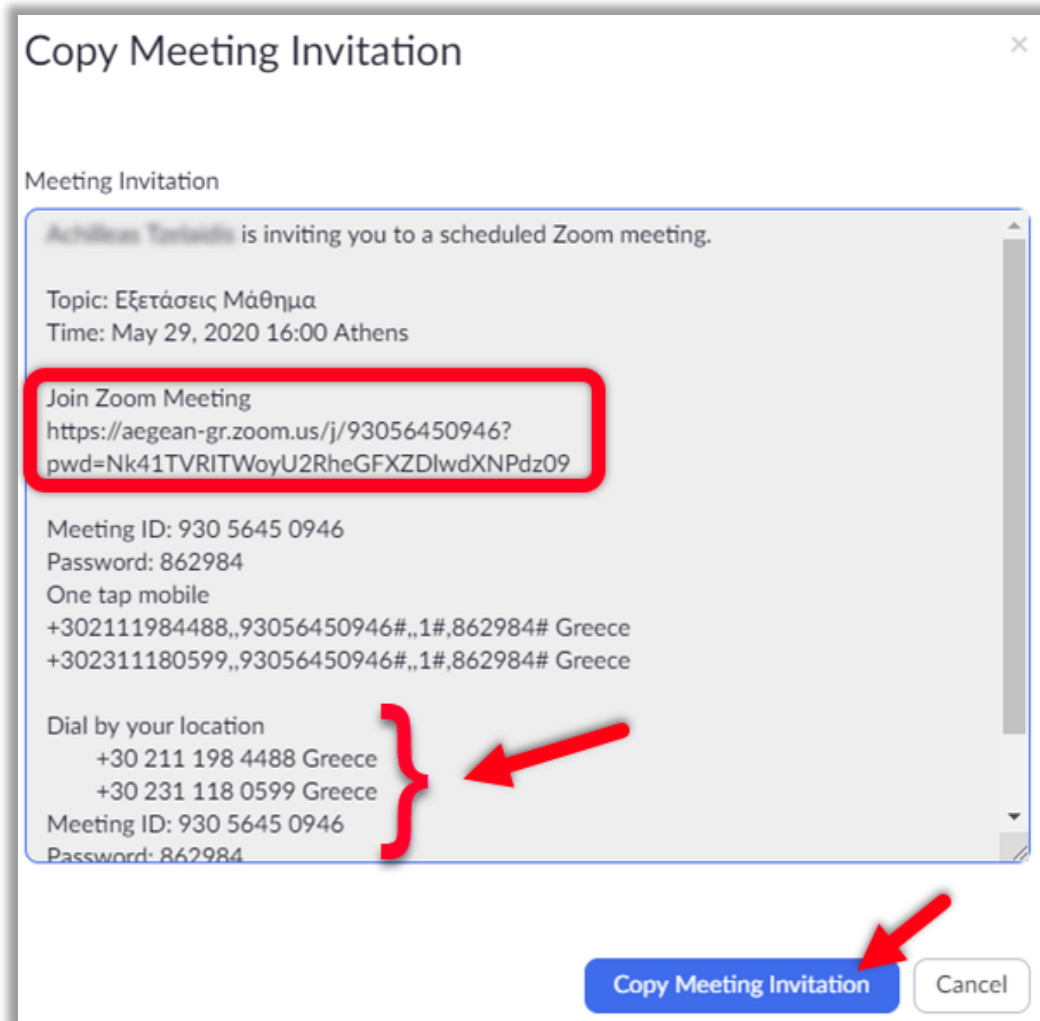 Copy Meeting Invitation
Meeting Invitation
is inviting you to a scheduled Zoom meeting.
Topic: Εξετάσεις Μάθημα
Time: May 29, 2020 16:00 Athens
Join Zoom Meeting
https://aegean-gr.zoom.us/j/93056450946?
pwd=Nk41TVRITWoyU2RheGFXZDlwdXNPdz09
Meeting ID: 930 5645 0946
Password: 862984
One tap mobile
+302111984488,,93056450946#,,1#,862984# Greece
+302311180599,,93056450946#,,1#,862984# Greece
Dial by your location
+30 211 198 4488 Greece
+30 231 118 0599 Greece
Meeting ID: 930 5645 0946
Password: 862984
Copy Meeting Invitation
Cancel